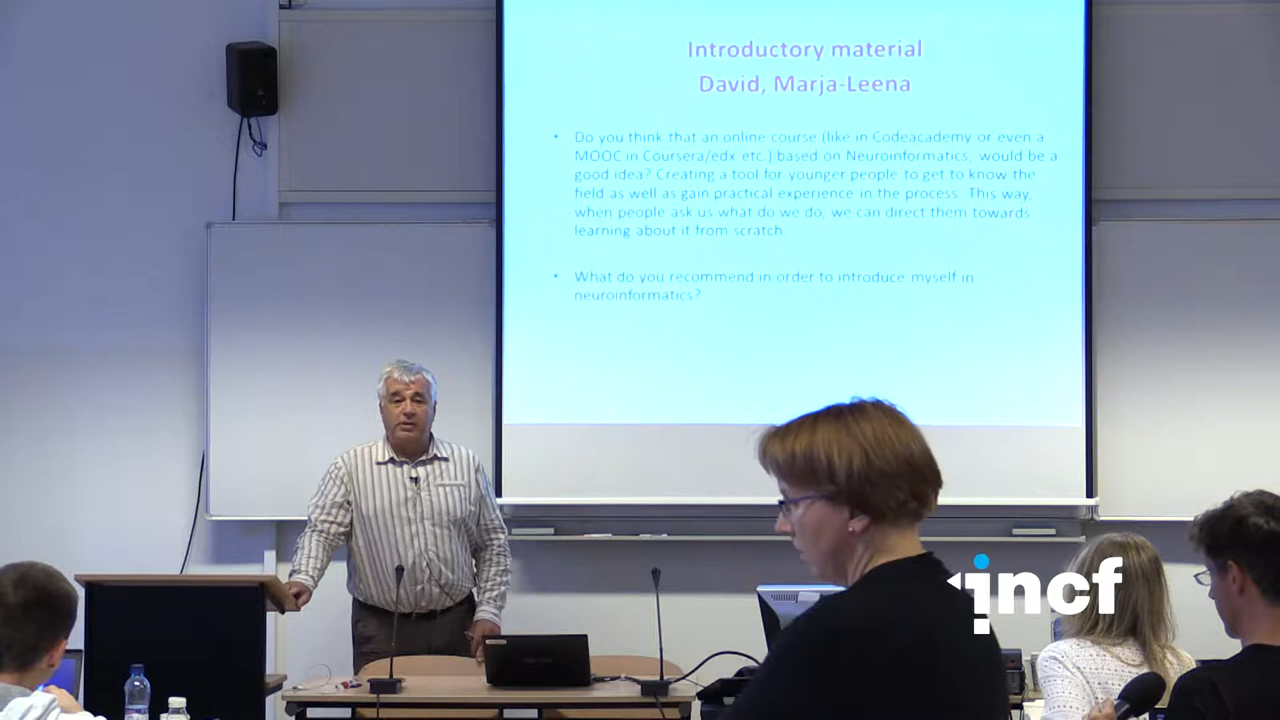 Introductory material
David, Marja-Leena
• Do you think that an online course (like in Codeacademy or even a
MOOC in Coursera/edx etc.) based on Neuroinformatics, would be a
good idea? Creating a tool for younger people to get to know the
field as well as gain practical experience in the process. This way,
when people ask us what do we do, we can direct them towards
learning about it from scratch.
• What do you recommend in order to introduce myself in
neuroinformatics?
incf